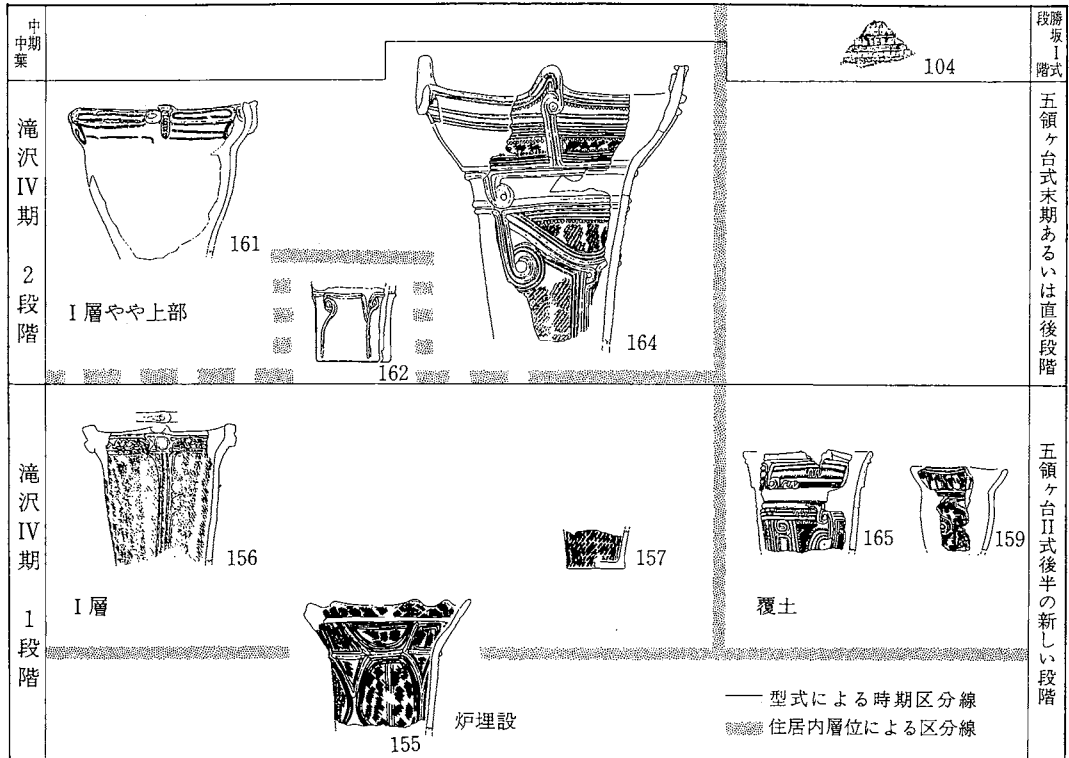 中期
中葉
勝坂I式
段階
104
滝沢IV期 2段階
五領ヶ台式末期あるいは直後段階
161
I層やや上部
162
164
滝沢IV期 1段階
五領ヶ台II式後半の新しい段階
156
157
165
159
I層
覆土
155
炉埋設
型式による時期区分線
住居内層位による区分線